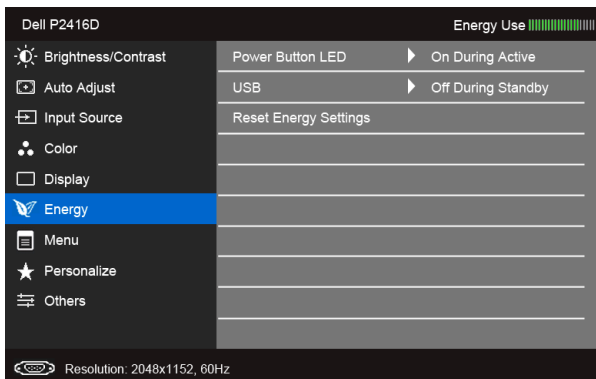 Dell P2416D Energy Use
Brightness/Contrast Power Button LED On During Active
Auto Adjust USB Off During Standby
Input Source Reset Energy Settings
Color
Display
Energy
Menu
Personalize
Others
Resolution: 2048x1152, 60Hz